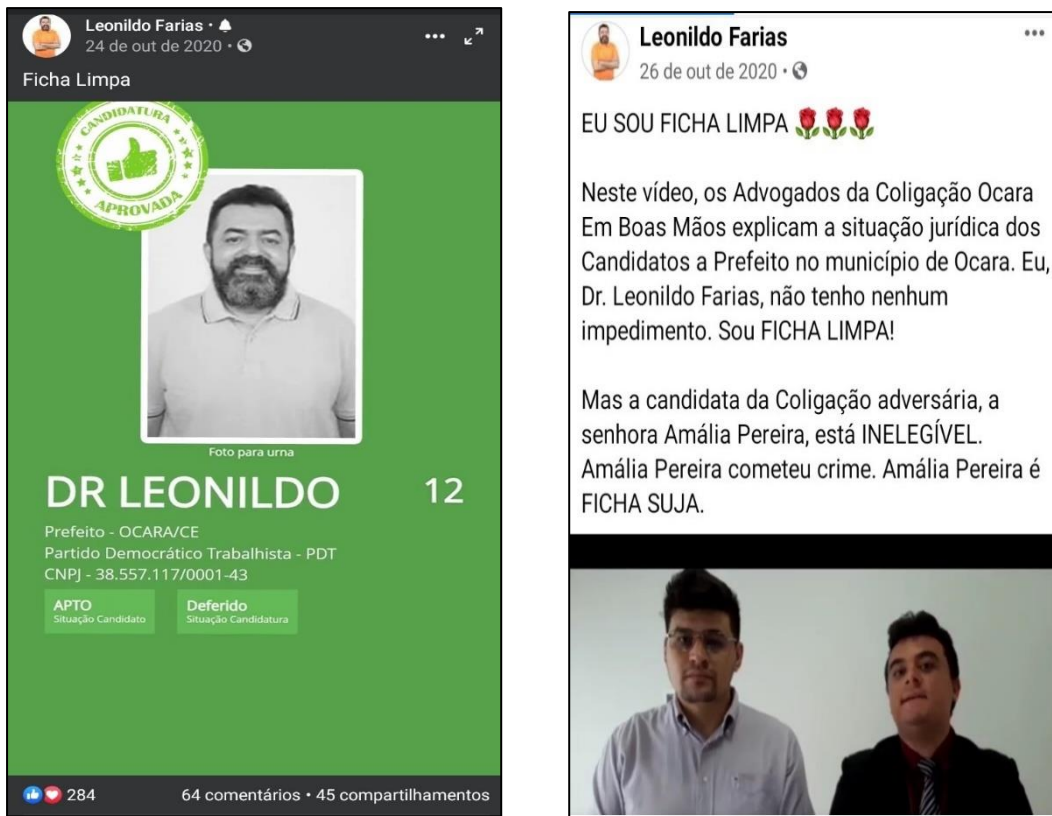 Leonildo Farias ·
24 de out de 2020 ·
Ficha Limpa
CANDIDATURA
APROVADA
Foto para urna
DR LEONILDO 12
Prefeito - OCARA/CE
Partido Democrático Trabalhista - PDT
CNPJ - 38.557.117/0001-43
APTO
Situação Candidato
Deferido
Situação Candidatura
284
64 comentários • 45 compartilhamentos
Leonildo Farias
26 de out de 2020 ·
EU SOU FICHA LIMPA 🌹🌹🌹
Neste vídeo, os Advogados da Coligação Ocara
Em Boas Mãos explicam a situação jurídica dos
Candidatos a Prefeito no município de Ocara. Eu,
Dr. Leonildo Farias, não tenho nenhum
impedimento. Sou FICHA LIMPA!
Mas a candidata da Coligação adversária, a
senhora Amália Pereira, está INELEGÍVEL.
Amália Pereira cometeu crime. Amália Pereira é
FICHA SUJA.